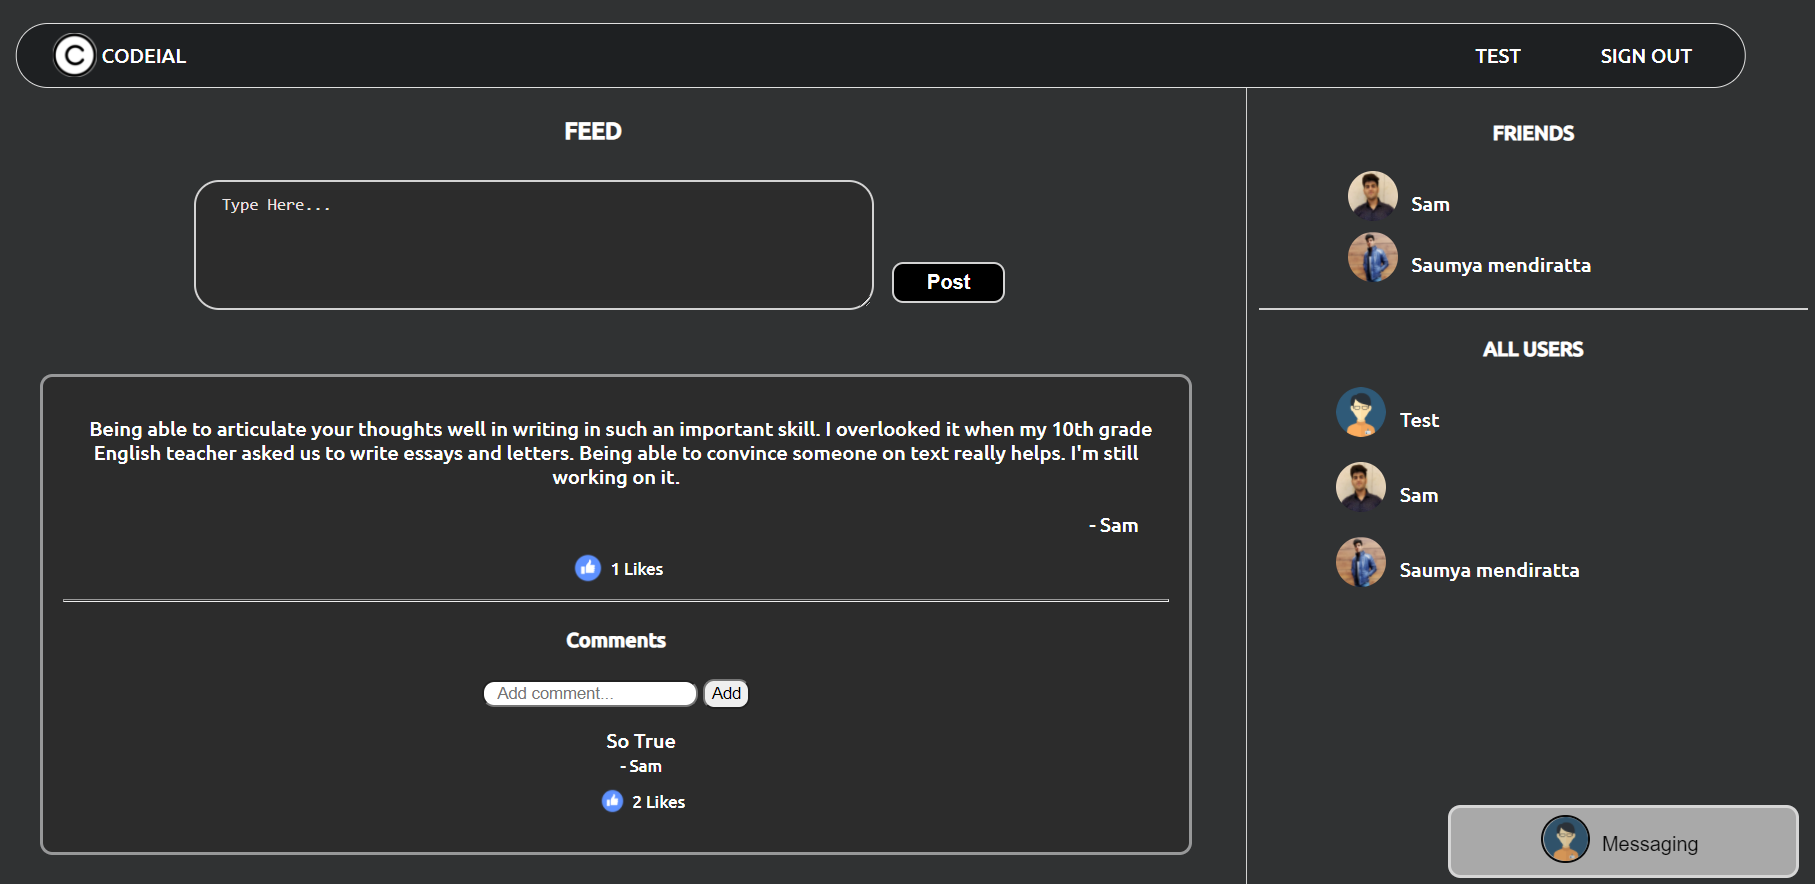 C CODEIAL
TEST
SIGN OUT
FEED
Type Here...
Post
Being able to articulate your thoughts well in writing in such an important skill. I overlooked it when my 10th grade
English teacher asked us to write essays and letters. Being able to convince someone on text really helps. I'm still
working on it.
- Sam
1 Likes
Comments
Add comment...
Add
So True
- Sam
2 Likes
FRIENDS
Sam
Saumya mendiratta
ALL USERS
Test
Sam
Saumya mendiratta
Messaging